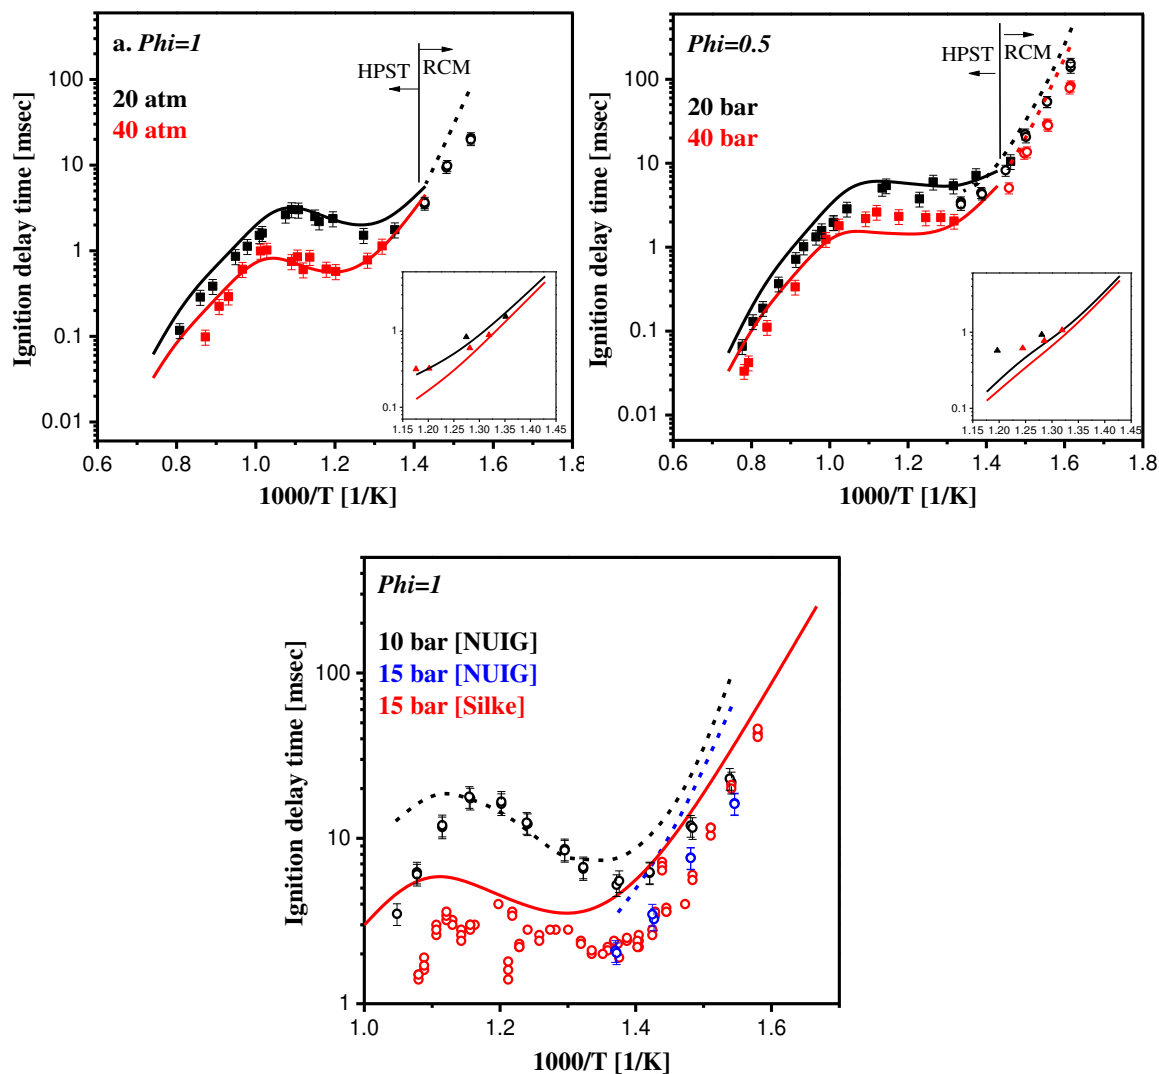 a. Phi=1
20 atm
40 atm
HPST
RCM
100
10
1
0.1
0.01
Ignition delay time [msec]
1
0.1
1.15 1.20 1.25 1.30 1.35 1.40 1.45
0.6 0.8 1.0 1.2 1.4 1.6 1.8
1000/T [1/K]
Phi=0.5
20 bar
40 bar
HPST
RCM
100
10
1
0.1
0.01
Ignition delay time [msec]
1
0.1
1.15 1.20 1.25 1.30 1.35 1.40 1.45
0.6 0.8 1.0 1.2 1.4 1.6 1.8
1000/T [1/K]
Phi=1
10 bar [NUIG]
15 bar [NUIG]
15 bar [Silke]
100
10
1
Ignition delay time [msec]
1.0 1.2 1.4 1.6
1000/T [1/K]